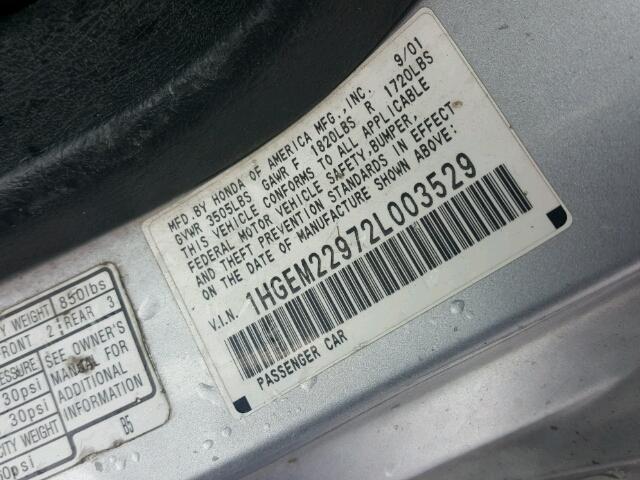 MFD. BY HONDA OF AMERICA MFG.,INC. 9/01
GVWR 3505LBS GAWR F 1820LBS R 1720LBS
THIS VEHICLE CONFORMS TO ALL APPLICABLE
FEDERAL MOTOR VEHICLE SAFETY,BUMPER,
AND THEFT PREVENTION STANDARDS IN EFFECT
ON THE DATE OF MANUFACTURE SHOWN ABOVE:
V.I.N. 1HGEM22972L003529
PASSENGER CAR
WEIGHT 850lbs
FRONT 2:REAR 3
SEE OWNER'S
MANUAL FOR
ADDITIONAL
INFORMATION
30psi
30psi
WEIGHT
60psi
B5